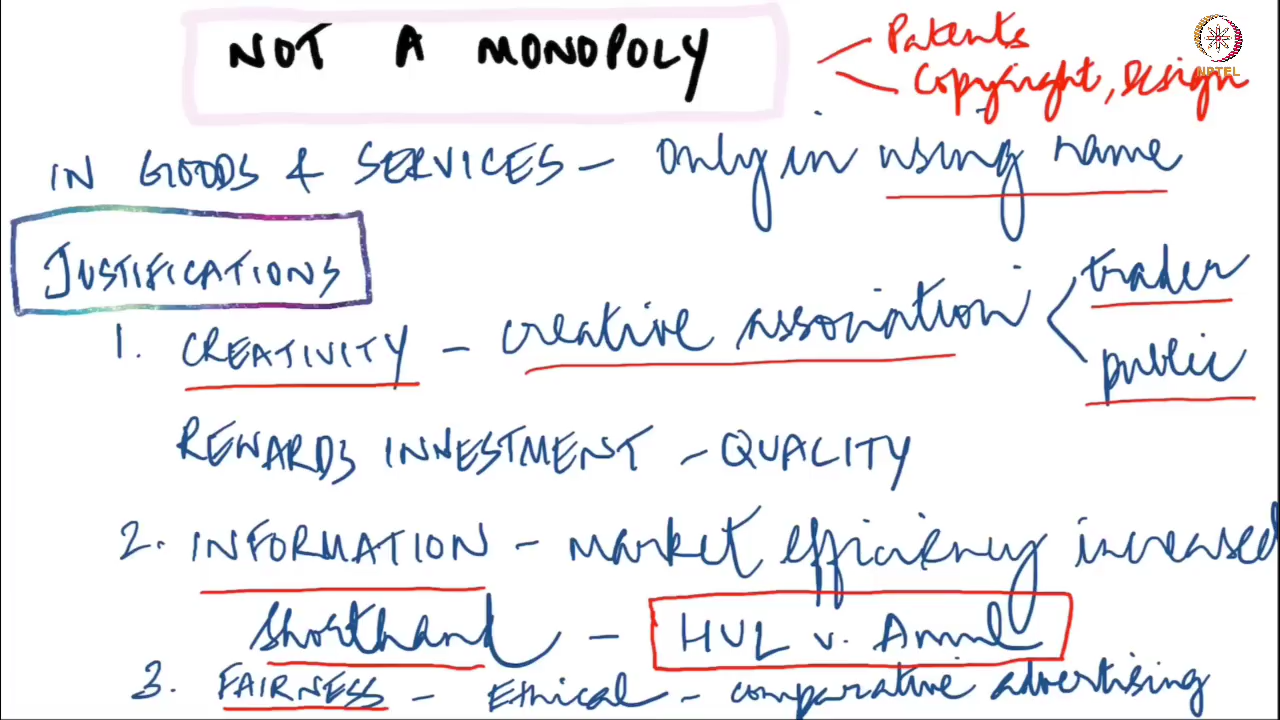 NOT A MONOPOLY
Patents
Copyright, Design
NPTEL
IN GOODS & SERVICES - only in using name
JUSTIFICATIONS
1. CREATIVITY - creative association
trader
public
REWARDS INVESTMENT - QUALITY
2. INFORMATION - market efficiency increased
shorthand - HUL v. Amul
3. FAIRNESS - Ethical - comparative advertising